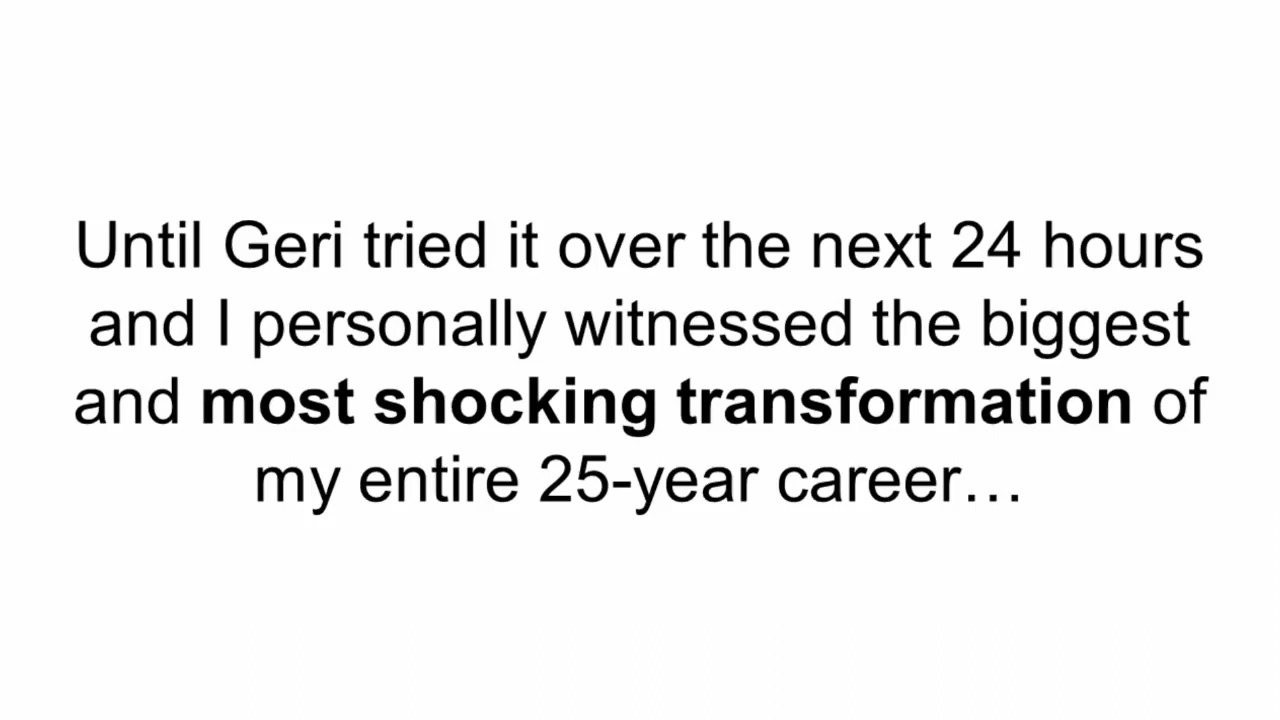 Until Geri tried it over the next 24 hours
and I personally witnessed the biggest
and most shocking transformation of
my entire 25-year career…